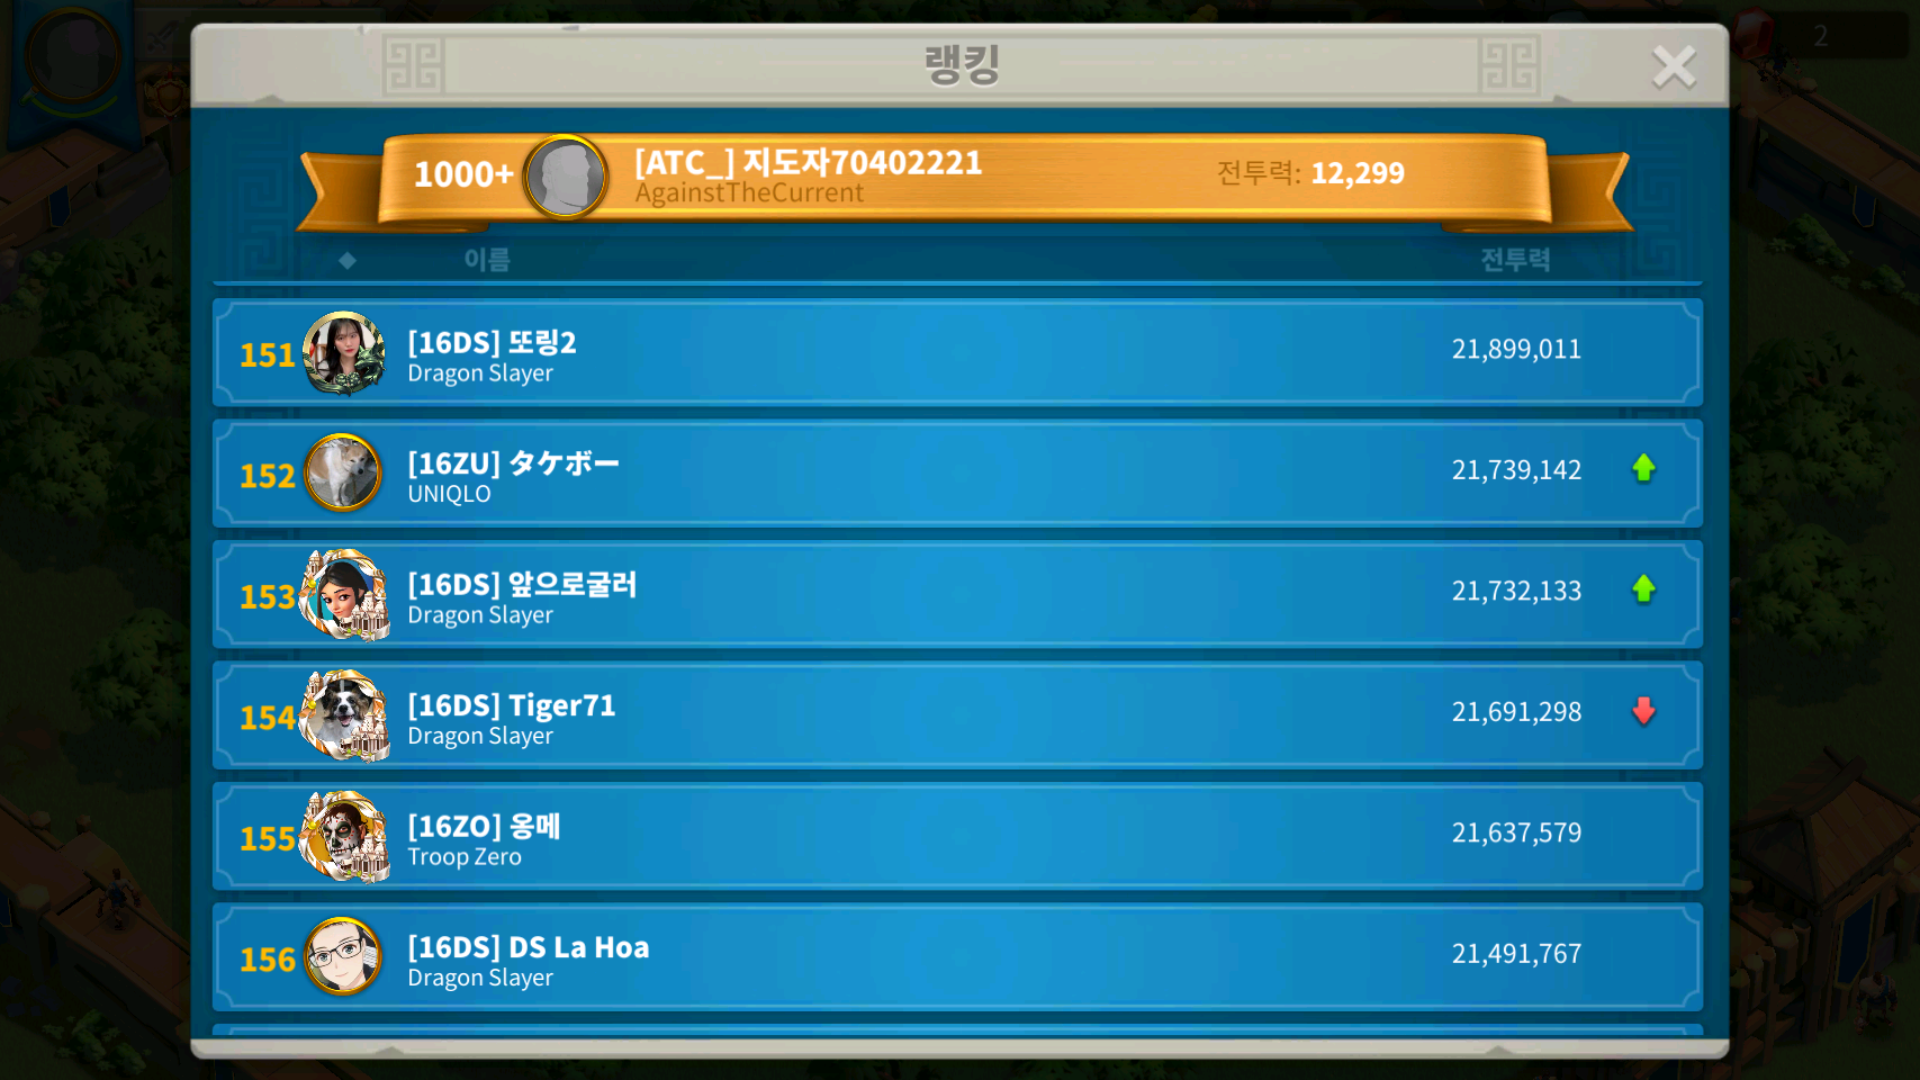 2
랭킹
1000+
[ATC_] 지도자70402221
AgainstTheCurrent
전투력: 12,299
이름
전투력
151
[16DS] 또링2
Dragon Slayer
21,899,011
152
[16ZU] タケボー
UNIQLO
21,739,142
153
[16DS] 앞으로굴러
Dragon Slayer
21,732,133
154
[16DS] Tiger71
Dragon Slayer
21,691,298
155
[16ZO] 옹메
Troop Zero
21,637,579
156
[16DS] DS La Hoa
Dragon Slayer
21,491,767